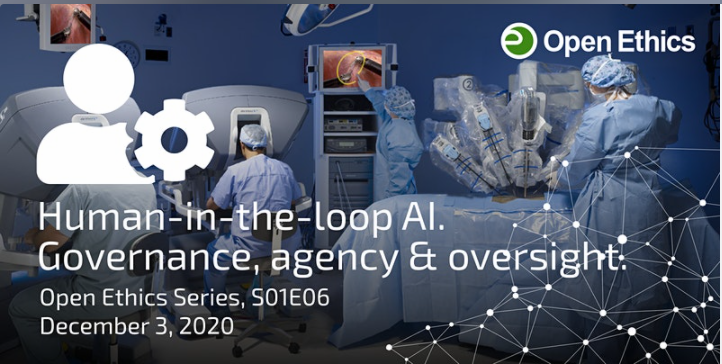 Open Ethics
Human-in-the-loop AI.
Governance, agency & oversight.
Open Ethics Series, S01E06
December 3, 2020